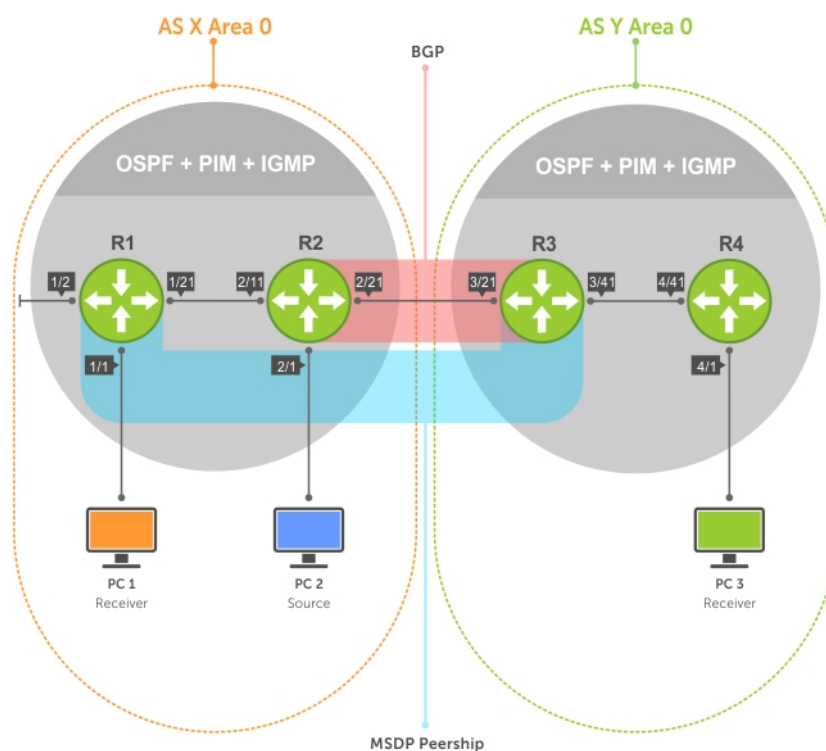 AS X Area 0
AS Y Area 0
BGP
OSPF + PIM + IGMP
OSPF + PIM + IGMP
R1
R2
R3
R4
1/2
1/21
2/11
2/21
3/21
3/41
4/41
1/1
2/1
4/1
PC 1
Receiver
PC 2
Source
PC 3
Receiver
MSDP Peership